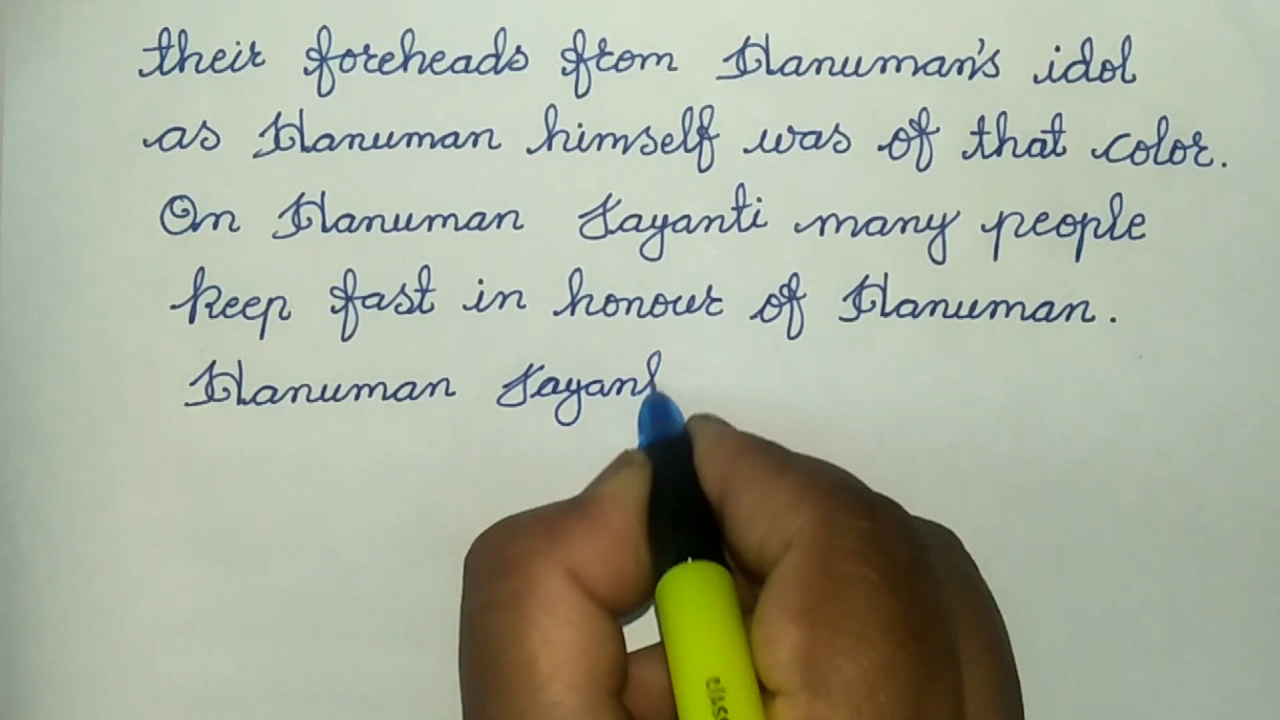 their foreheads from Hanuman's idol
as Hanuman himself was of that color.
On Hanuman Jayanti many people
keep fast in honour of Hanuman.
Hanuman Jayant